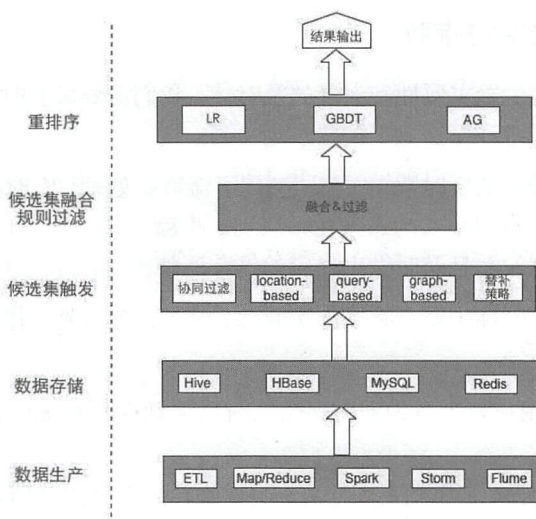 结果输出
重排序
LR
GBDT
AG
候选集融合
规则过滤
融合&过滤
候选集触发
协同过滤
location-
based
query-
based
graph-
based
替补
策略
数据存储
Hive
HBase
MySQL
Redis
数据生产
ETL
Map/Reduce
Spark
Storm
Flume